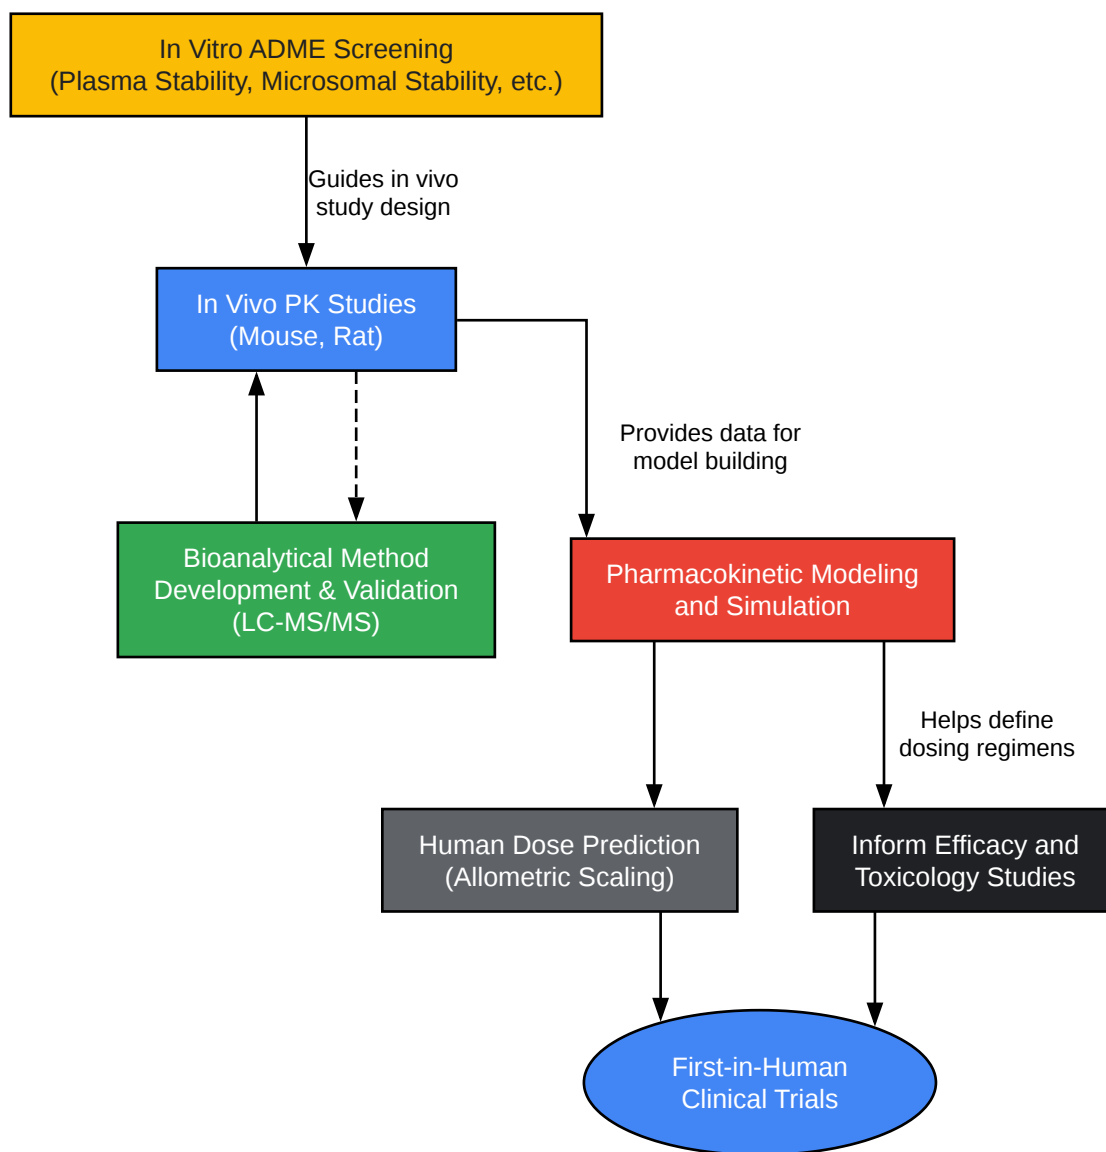 In Vitro ADME Screening
(Plasma Stability, Microsomal Stability, etc.)
Guides in vivo
study design
In Vivo PK Studies
(Mouse, Rat)
Provides data for
model building
Bioanalytical Method
Development & Validation
(LC-MS/MS)
Pharmacokinetic Modeling
and Simulation
Helps define
dosing regimens
Human Dose Prediction
(Allometric Scaling)
Inform Efficacy and
Toxicology Studies
First-in-Human
Clinical Trials